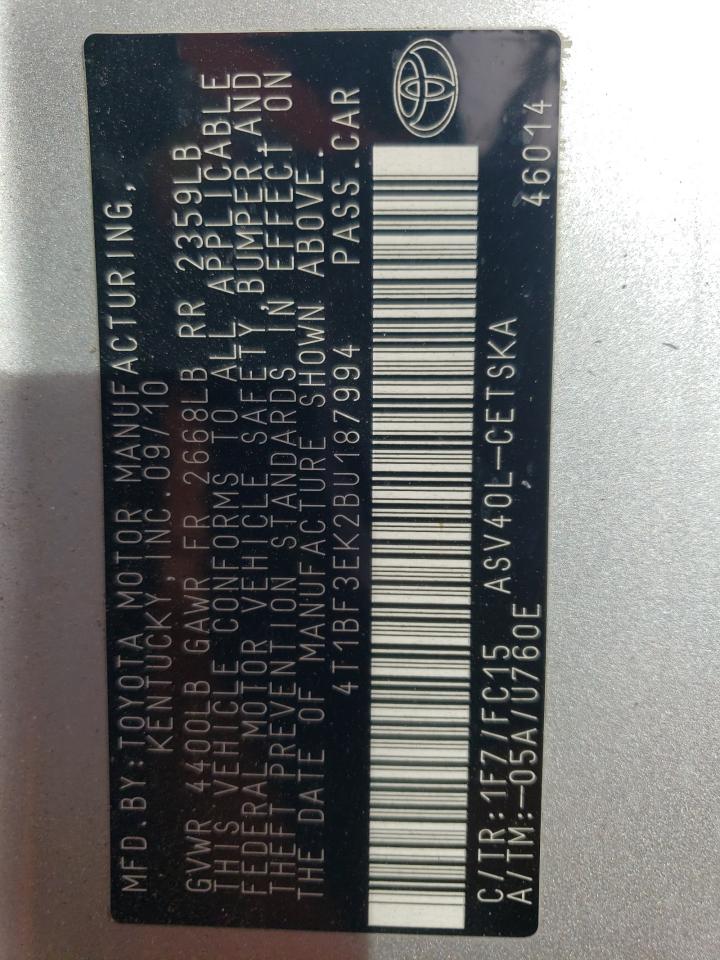 MFD.BY:TOYOTA MOTOR MANUFACTURING,
KENTUCKY, INC.09/10
GVWR 4400LB GAWR FR 2668LB RR 2359LB
THIS VEHICLE CONFORMS TO ALL APPLICABLE
FEDERAL MOTOR VEHICLE SAFETY, BUMPER, AND
THEFT PREVENTION STANDARDS IN EFFECT ON
THE DATE OF MANUFACTURE SHOWN ABOVE.
4T1BF3EK2BU187994 PASS.CAR
C/TR:1F7/FC15 ASV40L-CETSKA
A/TM:-05A/U760E 46014